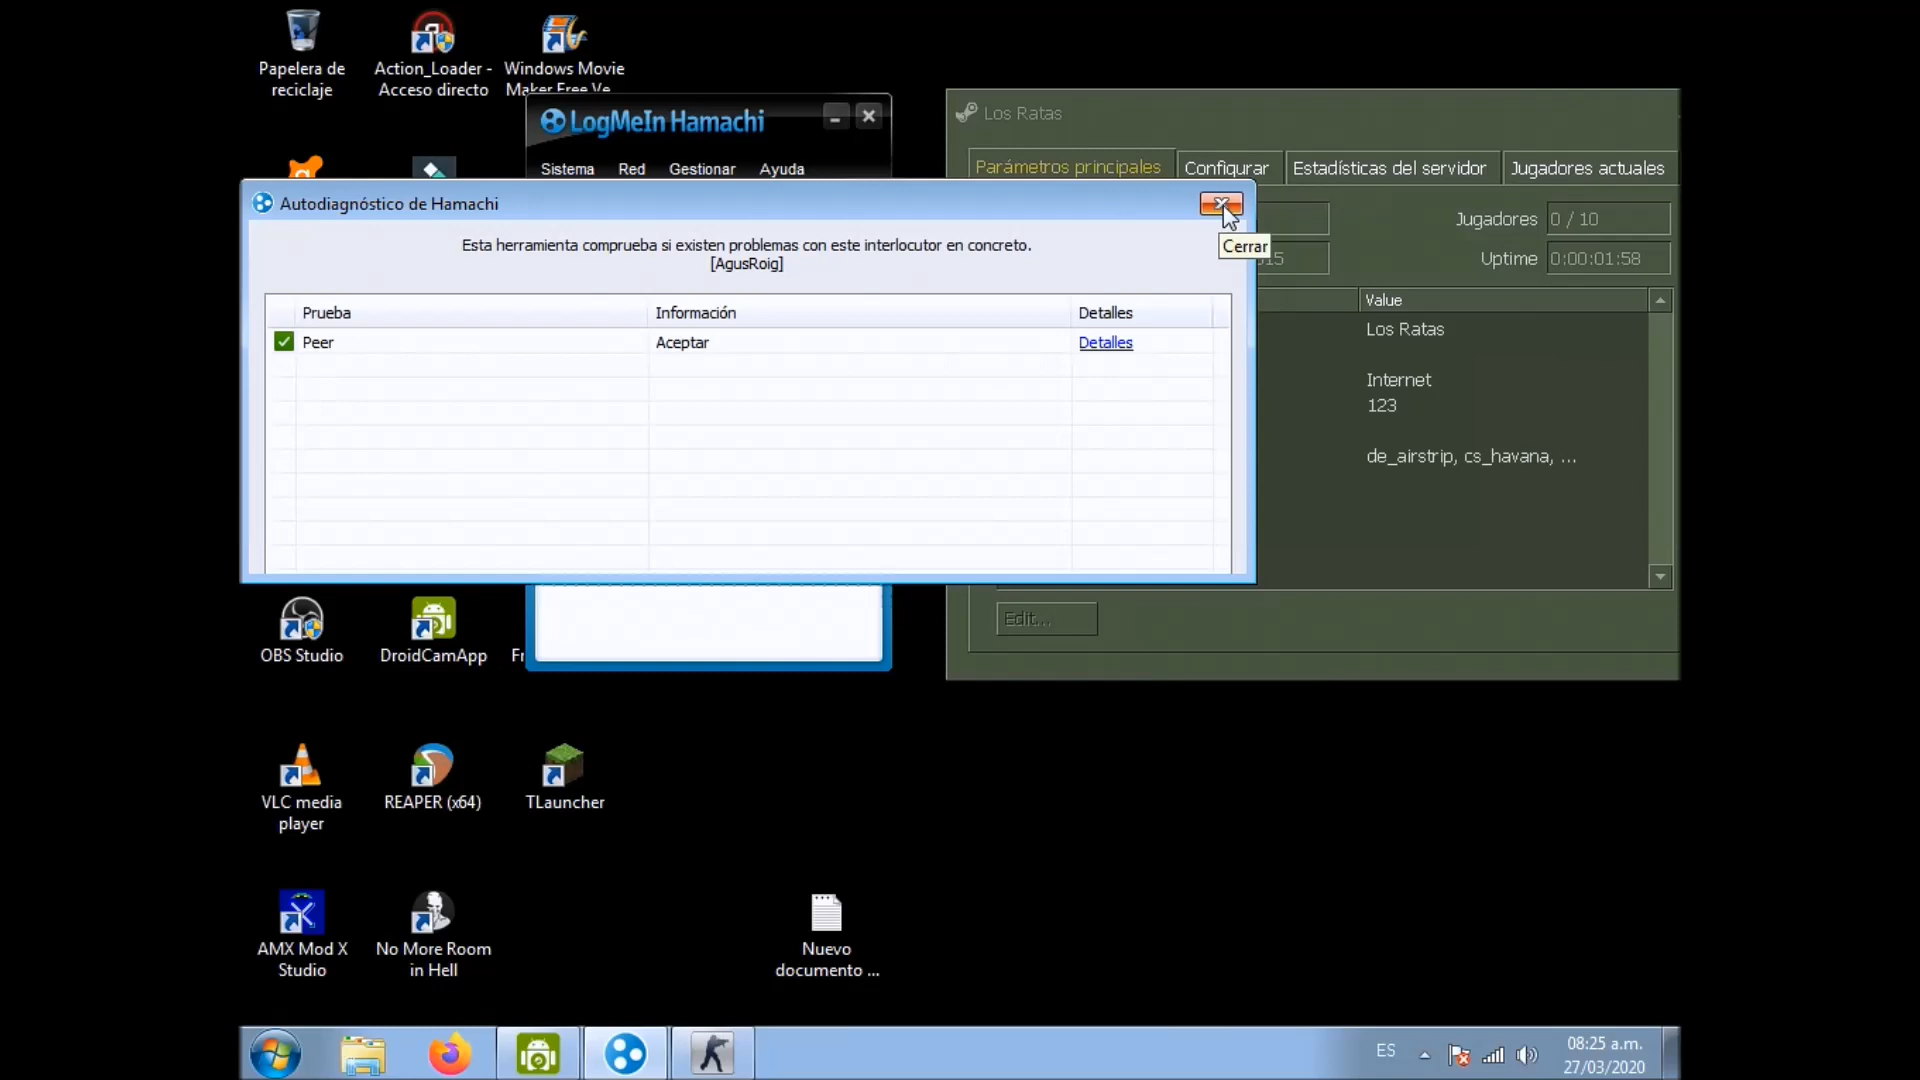 Papelera de
reciclaje
Action_Loader -
Acceso directo
Windows Movie
Maker Free Ve...
LogMeIn Hamachi
Sistema
Red
Gestionar
Ayuda
Los Ratas
Parámetros principales
Configurar
Estadísticas del servidor
Jugadores actuales
Autodiagnóstico de Hamachi
Cerrar
Esta herramienta comprueba si existen problemas con este interlocutor en concreto.
[AgusRoig]
Prueba
Información
Detalles
Peer
Aceptar
Detalles
Jugadores
0 / 10
Uptime
0:00:01:58
Value
Los Ratas
Internet
123
de_airstrip, cs_havana, ...
Edit...
OBS Studio
DroidCamApp
VLC media
player
REAPER (x64)
TLauncher
AMX Mod X
Studio
No More Room
in Hell
Nuevo
documento ...
ES
08:25 a.m.
27/03/2020